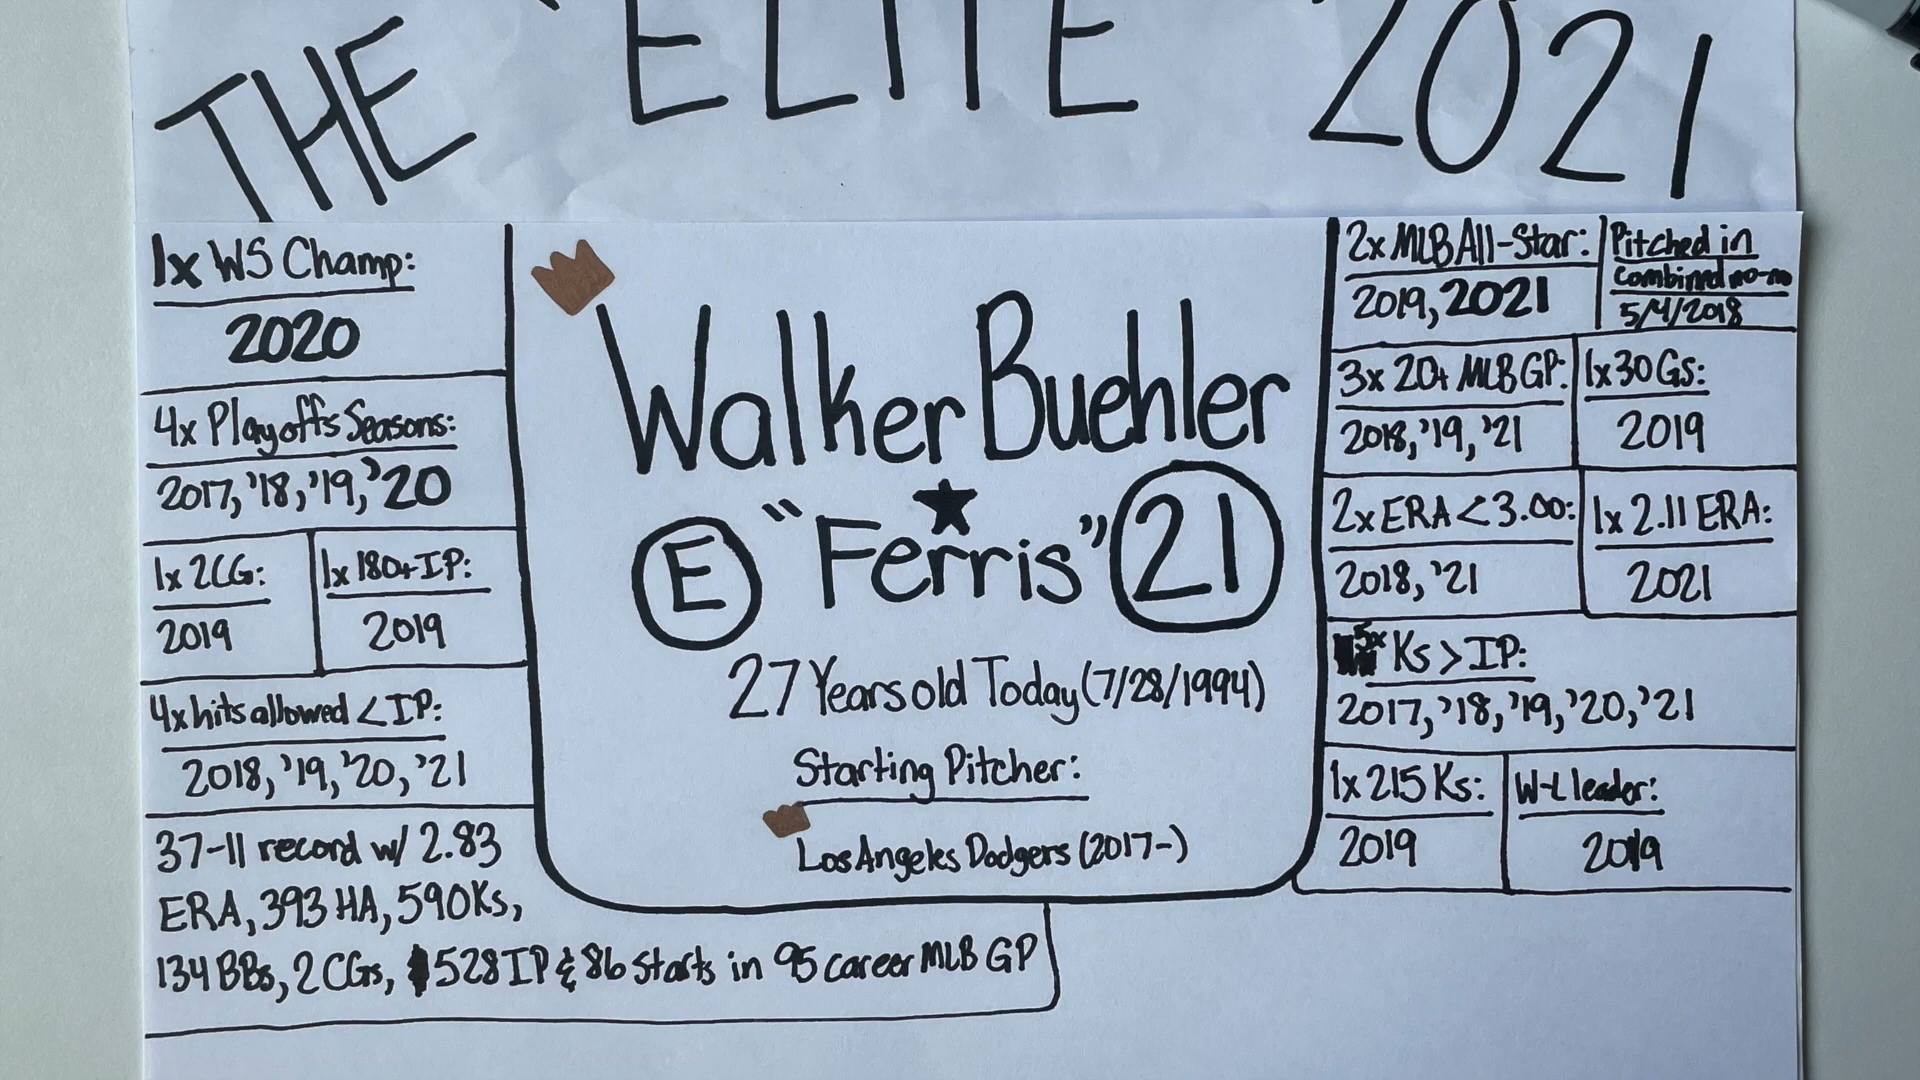 THE "ELITE" 2021
1x WS Champ:
2020
4x Playoffs Seasons:
2017, '18, '19, '20
1x 2CG:
2019
1x 180+ IP:
2019
4x hits allowed < IP:
2018, '19, '20, '21
37-11 record w/ 2.83
ERA, 393 HA, 590Ks,
134 BBs, 2 CGs, 528 IP & 86 starts in 95 career MLB GP
Walker Buehler
★
E "Ferris" 21
27 Years old Today (7/28/1994)
Starting Pitcher:
Los Angeles Dodgers (2017-)
2x MLB All-Star:
2019, 2021
Pitched in
combined no-no
5/4/2018
3x 20+ MLB GP:
2018, '19, '21
1x 30 Gs:
2019
2x ERA < 3.00:
2018, '21
1x 2.11 ERA:
2021
5x Ks > IP:
2017, '18, '19, '20, '21
1x 215 Ks:
2019
W-L leader:
2019